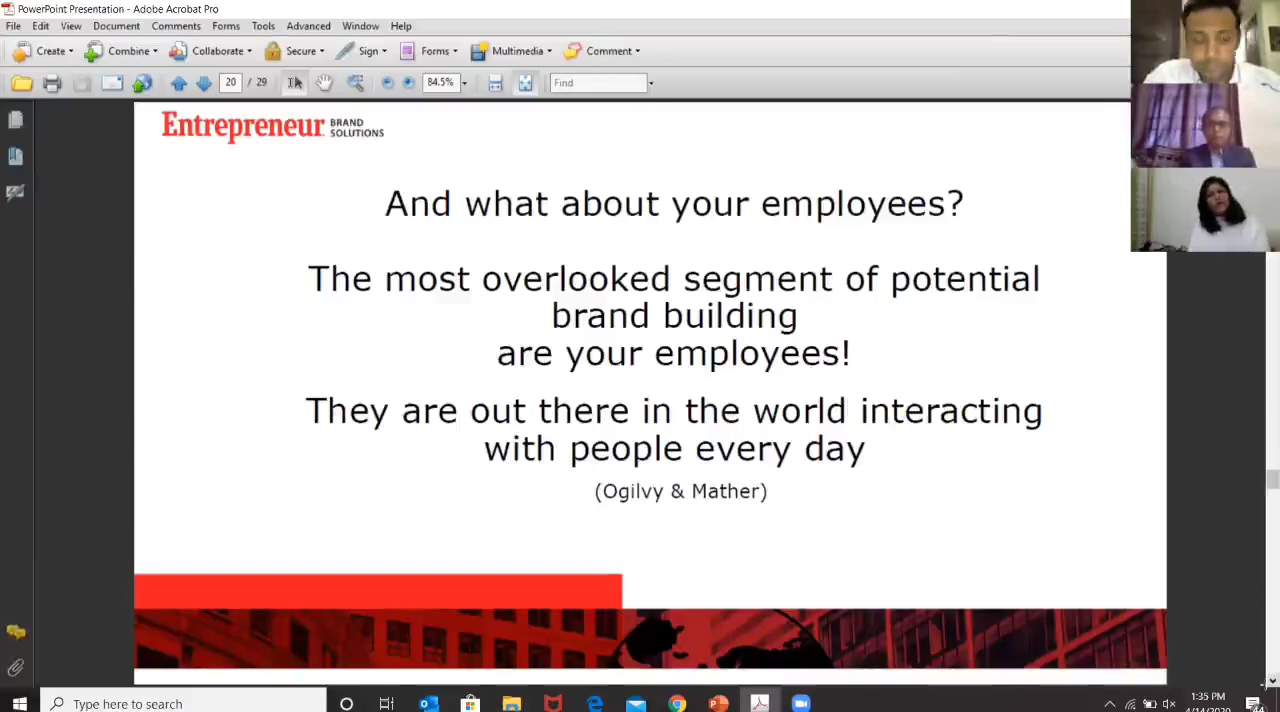 PowerPoint Presentation - Adobe Acrobat Pro
File Edit View Document Comments Forms Tools Advanced Window Help
Create Combine Collaborate Secure Sign Forms Multimedia Comment
20 / 29 84.5% Find
Entrepreneur BRAND
SOLUTIONS
And what about your employees?
The most overlooked segment of potential
brand building
are your employees!
They are out there in the world interacting
with people every day
(Ogilvy & Mather)
Type here to search
1:35 PM
4/14/2020
44